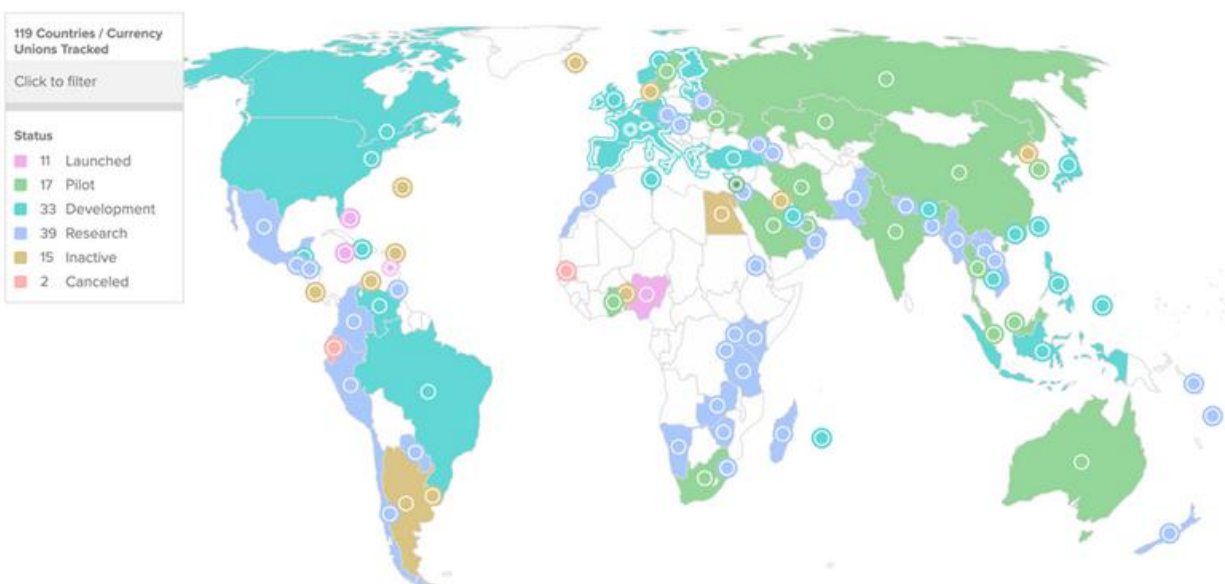 119 Countries / Currency
Unions Tracked
Click to filter
Status
11 Launched
17 Pilot
33 Development
39 Research
15 Inactive
2 Canceled